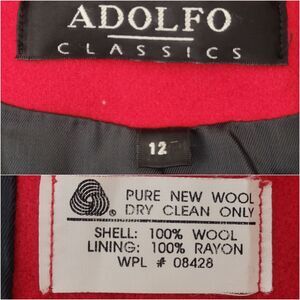 ADOLFO
CLASSICS
12
PURE NEW WOOL
DRY CLEAN ONLY
SHELL: 100% WOOL
LINING: 100% RAYON
WPL # 08428